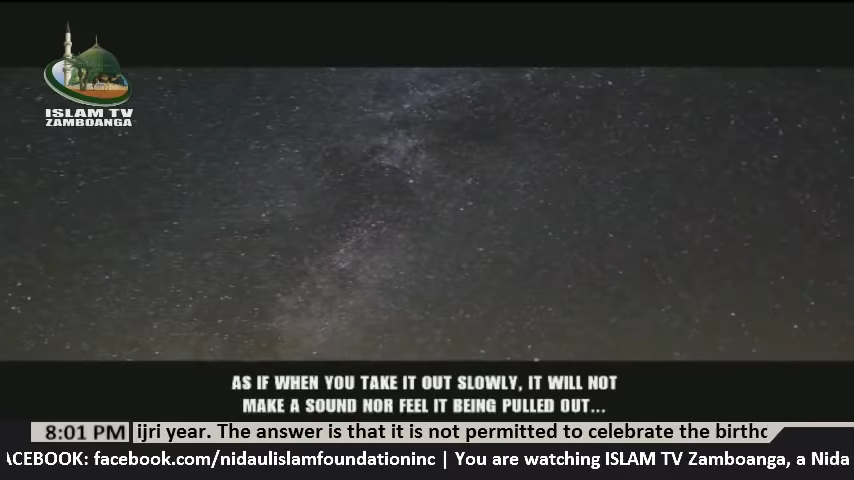 ISLAM TV
ZAMBOANGA
AS IF WHEN YOU TAKE IT OUT SLOWLY, IT WILL NOT
MAKE A SOUND NOR FEEL IT BEING PULLED OUT...
8:01 PM ijri year. The answer is that it is not permitted to celebrate the birth
ACEBOOK: facebook.com/nidaulislamfoundationinc | You are watching ISLAM TV Zamboanga, a Nida